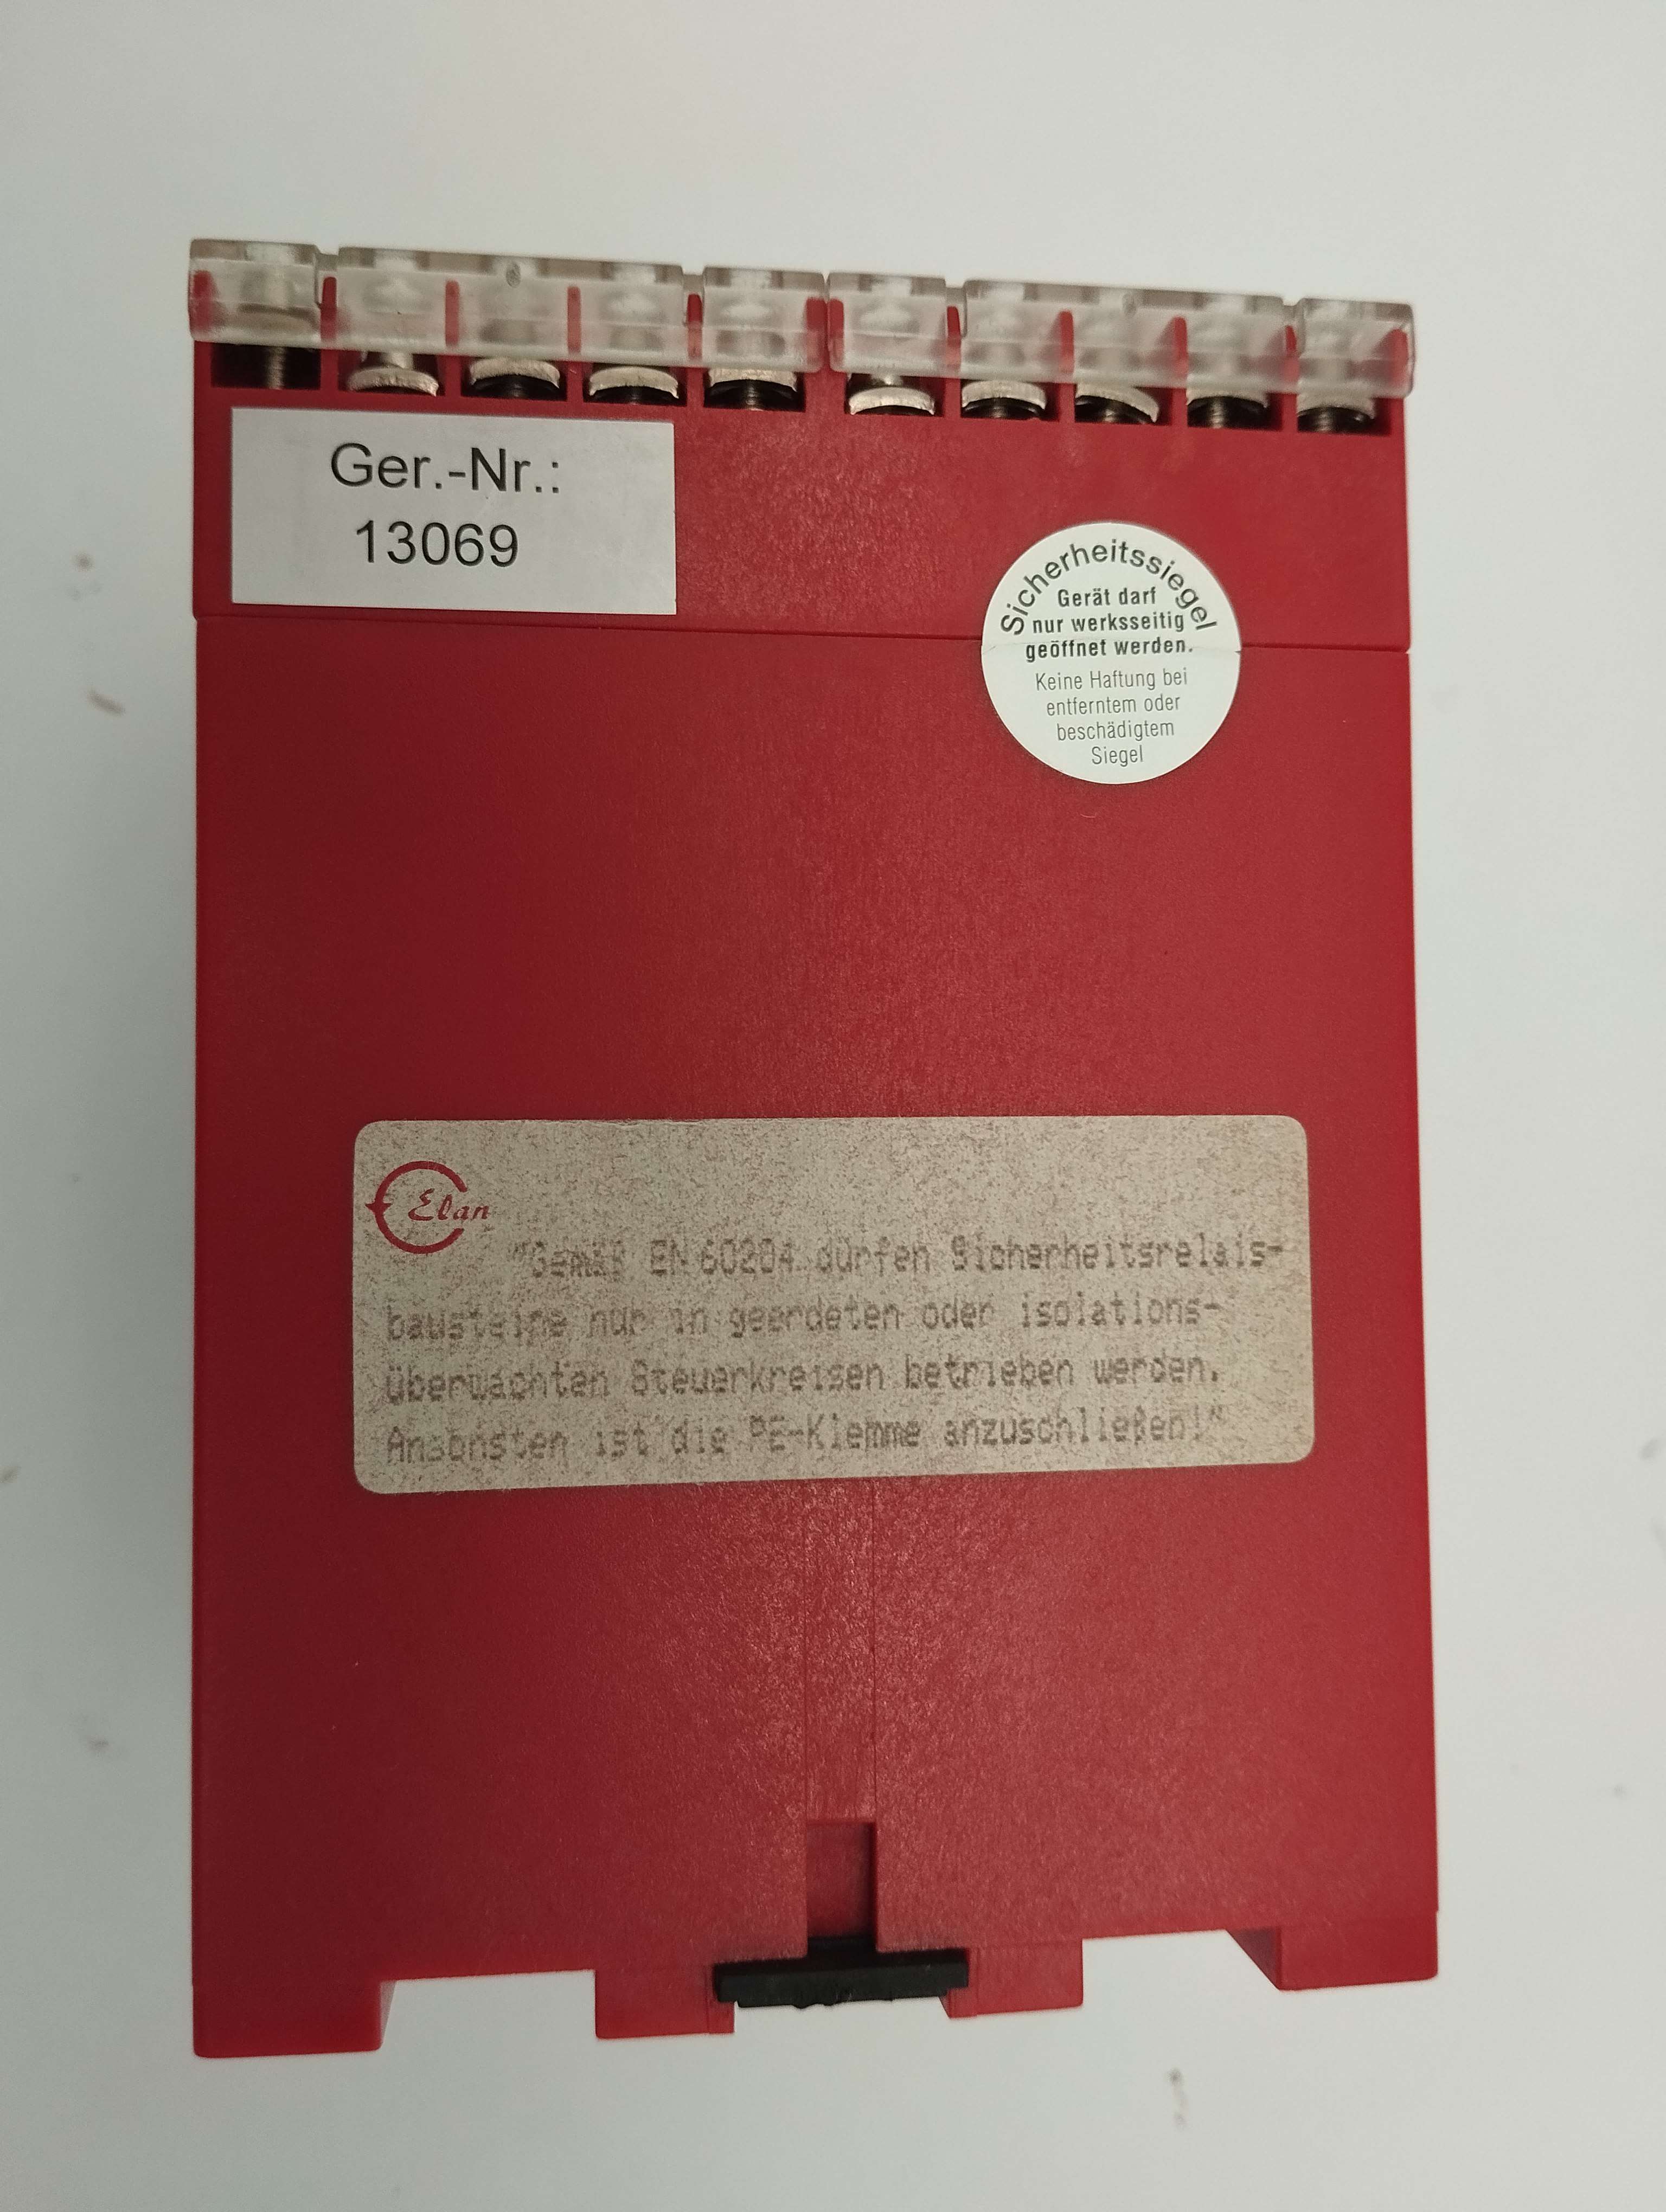 Ger.-Nr.:
13069
Sicherheitssiegel
Gerät darf
nur werksseitig
geöffnet werden.
Keine Haftung bei
entferntem oder
beschädigtem
Siegel
Elan
"Gemäß EN 60204 dürfen Sicherheitsrelais-
bausteine nur in geerdeten oder isolations-
überwachten Steuerkreisen betrieben werden.
Ansonsten ist die PE-Klemme anzuschließen!"